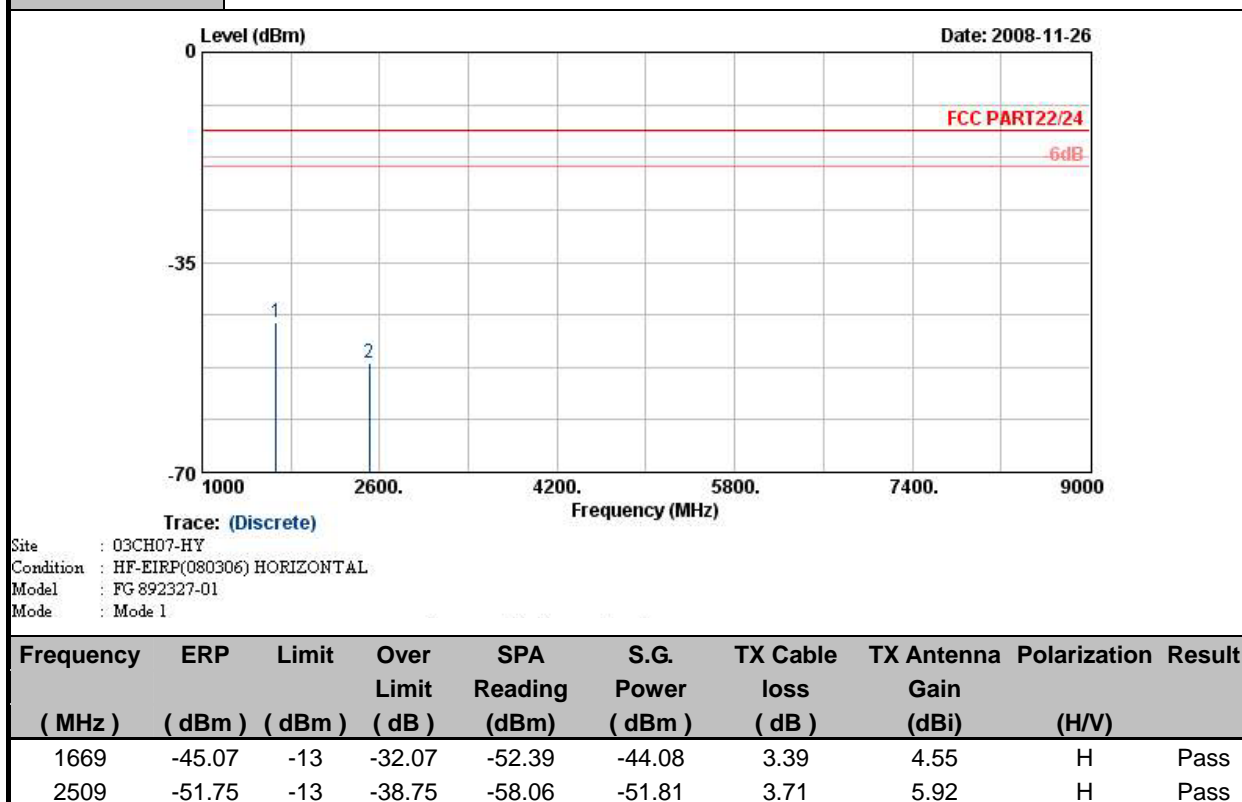 Level (dBm) Date: 2008-11-26
0
FCC PART22/24
-6dB
-35
1
2
-70
1000 2600. 4200. 5800. 7400. 9000
Frequency (MHz)
Trace: (Discrete)
Site : 03CH07-HY
Condition : HF-EIRP(080306) HORIZONTAL
Model : FG 892327-01
Mode : Mode 1
Frequency ERP Limit Over SPA S.G. TX Cable TX Antenna Polarization Result
Limit Reading Power loss Gain
( MHz ) ( dBm ) ( dBm ) ( dB ) (dBm) ( dBm ) ( dB ) (dBi) (H/V)
1669 -45.07 -13 -32.07 -52.39 -44.08 3.39 4.55 H Pass
2509 -51.75 -13 -38.75 -58.06 -51.81 3.71 5.92 H Pass